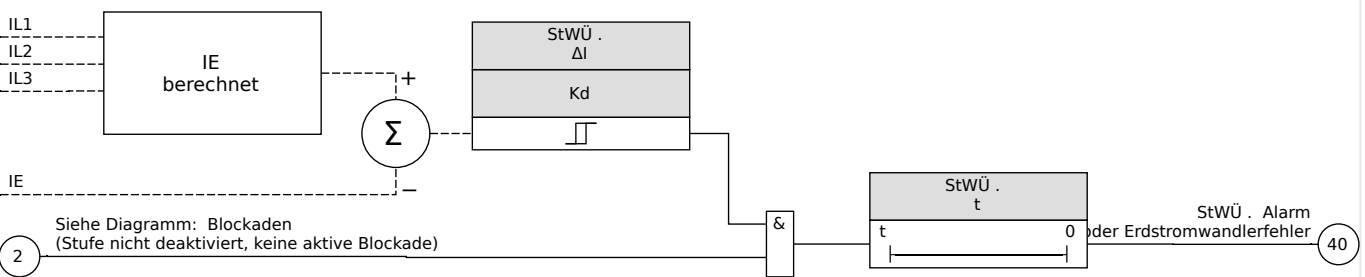 IL1
IL2
IL3
IE
berechnet
+
Σ
−
IE
StWÜ .
ΔI
Kd
Siehe Diagramm: Blockaden
(Stufe nicht deaktiviert, keine aktive Blockade)
2
&
StWÜ .
t
t 0
StWÜ . Alarm
oder Erdstromwandlerfehler
40